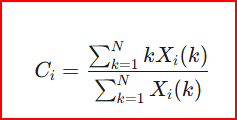 C_i = \frac{\sum_{k=1}^{N} k X_i(k)}{\sum_{k=1}^{N} X_i(k)}